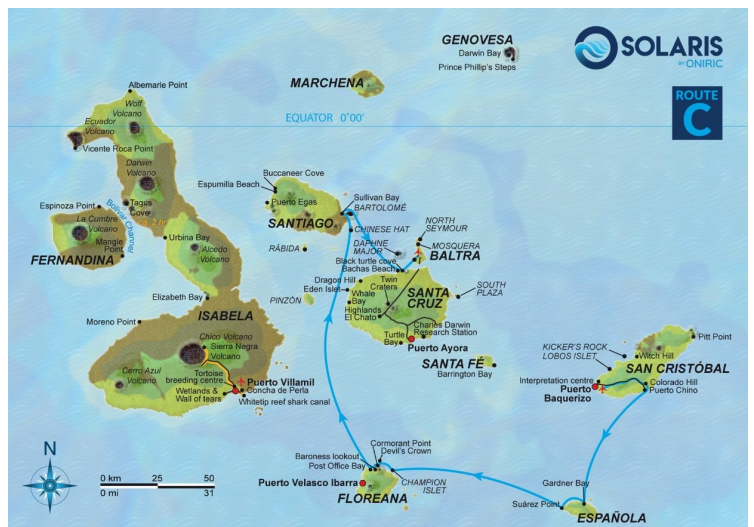 GENOVESA
Darwin Bay
Prince Phillip's Steps
SOLARIS
BY ONIRIC
ROUTE
C
MARCHENA
EQUATOR 0°00'
Albemarle Point
Wolf
Volcano
Ecuador
Volcano
Vicente Roca Point
Darwin
Volcano
Tagus
Cove
Bolivar Channel
Espinoza Point
La Cumbre
Volcano
Mangle
Point
FERNANDINA
Urbina Bay
Alcedo
Volcano
Elizabeth Bay
ISABELA
Moreno Point
Chico Volcano
Sierra Negra
Volcano
Cerro Azul
Volcano
Tortoise
breeding centre
Puerto Villamil
Concha de Perla
Wetlands &
Wall of tears
Whitetip reef shark canal
Buccaneer Cove
Espumilla Beach
Puerto Egas
Sullivan Bay
BARTOLOMÉ
SANTIAGO
CHINESE HAT
RÁBIDA
NORTH
SEYMOUR
MOSQUERA
DAPHNE
MAJOR
BALTRA
Black turtle cove
Bachas Beach
Dragon Hill
Twin
Craters
Eden Islet
Whale
Bay
SANTA
CRUZ
SOUTH
PLAZA
PINZÓN
Highlands
El Chato
Charles Darwin
Research Station
Turtle
Bay
Puerto Ayora
SANTA FÉ
Barrington Bay
KICKER'S ROCK
LOBOS ISLET
Pitt Point
Witch Hill
SAN CRISTÓBAL
Interpretation centre
Colorado Hill
Puerto
Baquerizo
Puerto Chino
Cormorant Point
Devil's Crown
Baroness lookout
Post Office Bay
Puerto Velasco Ibarra
CHAMPION
ISLET
FLOREANA
Gardner Bay
Suárez Point
ESPAÑOLA
N
0 km 25 50
0 mi 31